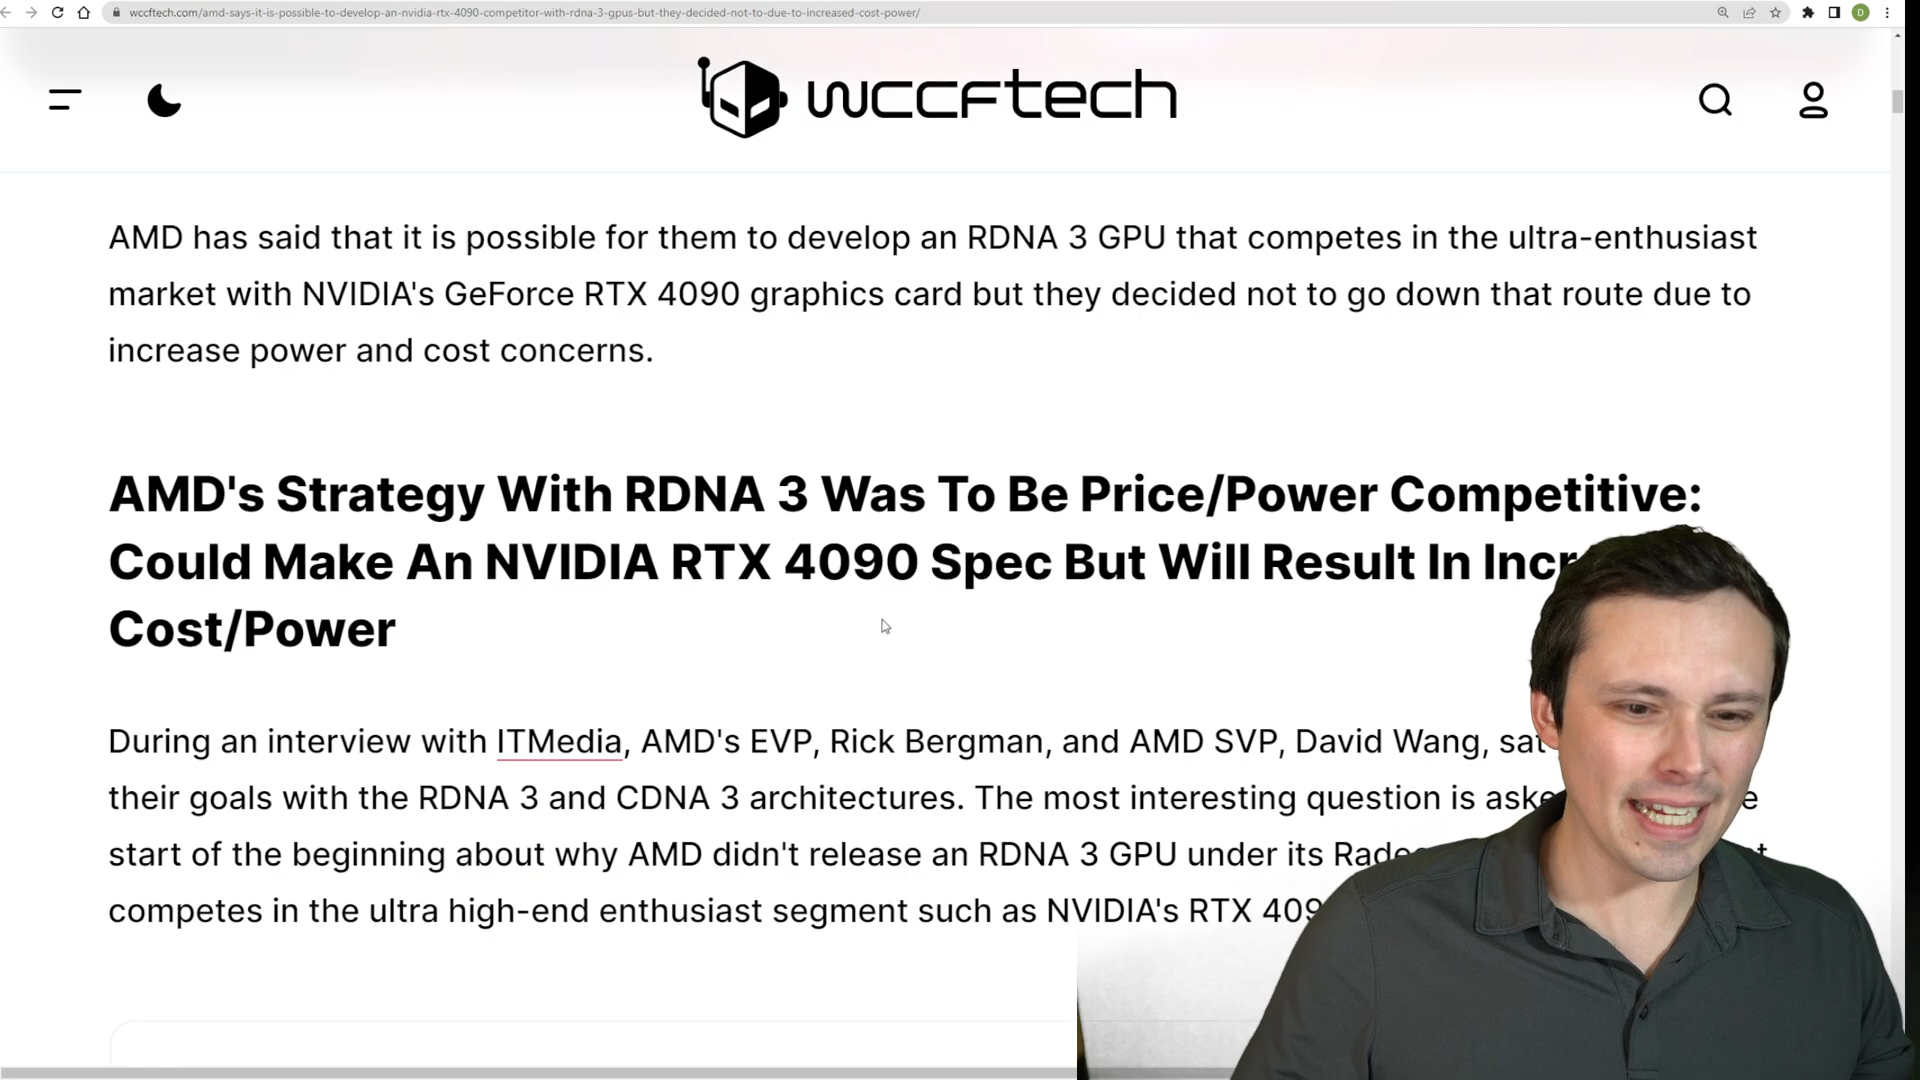 wccftech.com/amd-says-it-is-possible-to-develop-an-nvidia-rtx-4090-competitor-with-rdna-3-gpus-but-they-decided-not-to-due-to-increased-cost-power/
D
wccftech
AMD has said that it is possible for them to develop an RDNA 3 GPU that competes in the ultra-enthusiast
market with NVIDIA's GeForce RTX 4090 graphics card but they decided not to go down that route due to
increase power and cost concerns.
AMD's Strategy With RDNA 3 Was To Be Price/Power Competitive:
Could Make An NVIDIA RTX 4090 Spec But Will Result In
Cost/Power
During an interview with ITMedia, AMD's EVP, Rick Bergman, and AMD SVP, David Wang,
their goals with the RDNA 3 and CDNA 3 architectures. The most interesting question is
start of the beginning about why AMD didn't release an RDNA 3 GPU under its
competes in the ultra high-end enthusiast segment such as NVIDIA's RTX